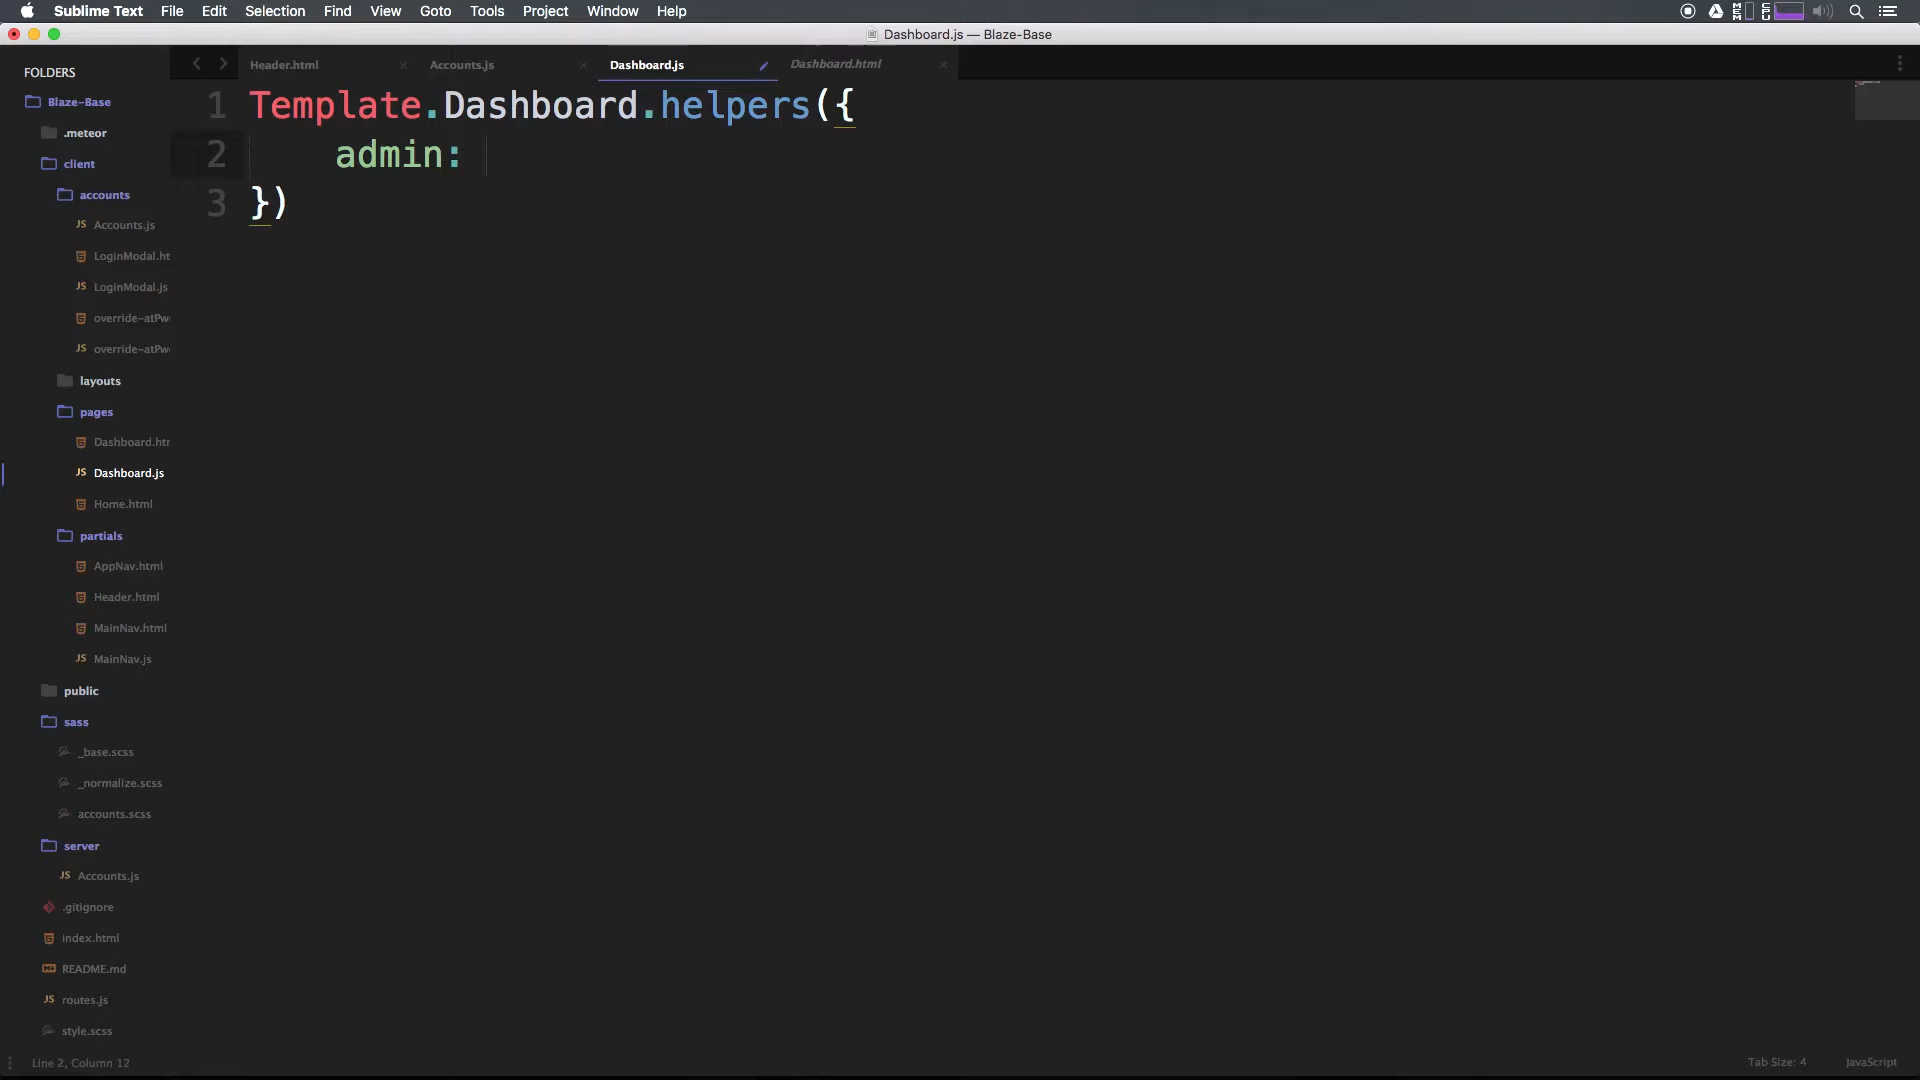 Sublime Text File Edit Selection Find View Goto Tools Project Window Help
Dashboard.js — Blaze-Base
FOLDERS
Blaze-Base
.meteor
client
accounts
Accounts.js
LoginModal.ht
LoginModal.js
override-atPw
override-atPw
layouts
pages
Dashboard.htr
Dashboard.js
Home.html
partials
AppNav.html
Header.html
MainNav.html
MainNav.js
public
sass
_base.scss
_normalize.scss
accounts.scss
server
Accounts.js
.gitignore
index.html
README.md
routes.js
style.scss
Header.html Accounts.js Dashboard.js Dashboard.html
1 Template.Dashboard.helpers({
2 admin:
3 })
Line 2, Column 12 Tab Size: 4 JavaScript